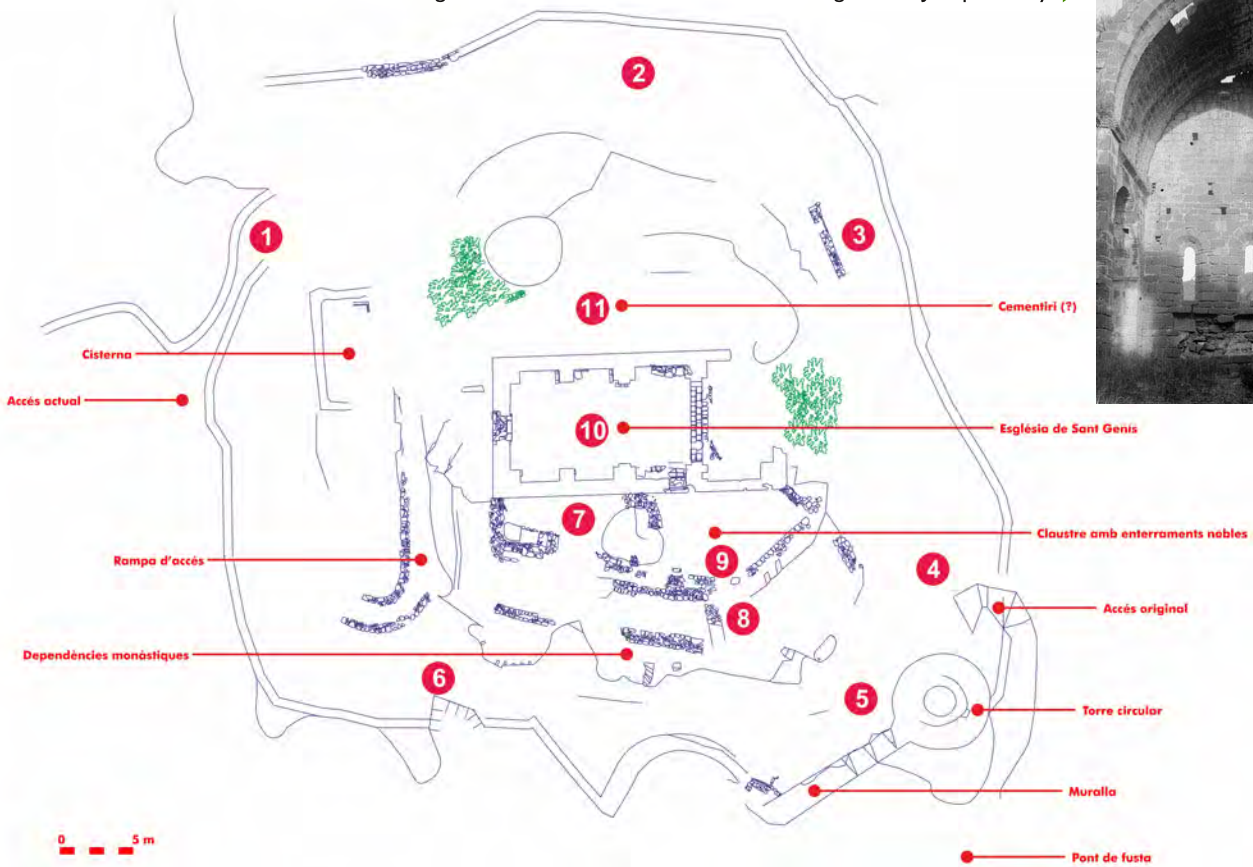 2
1
3
11
Cementiri (?)
Cisterna
Accés actual
10
Església de Sant Genís
7
Claustre amb enterraments nobles
9
Rampa d'accés
4
8
Accés original
Dependències monàstiques
6
5
Torre circular
Muralla
0 5 m
Pont de fusta